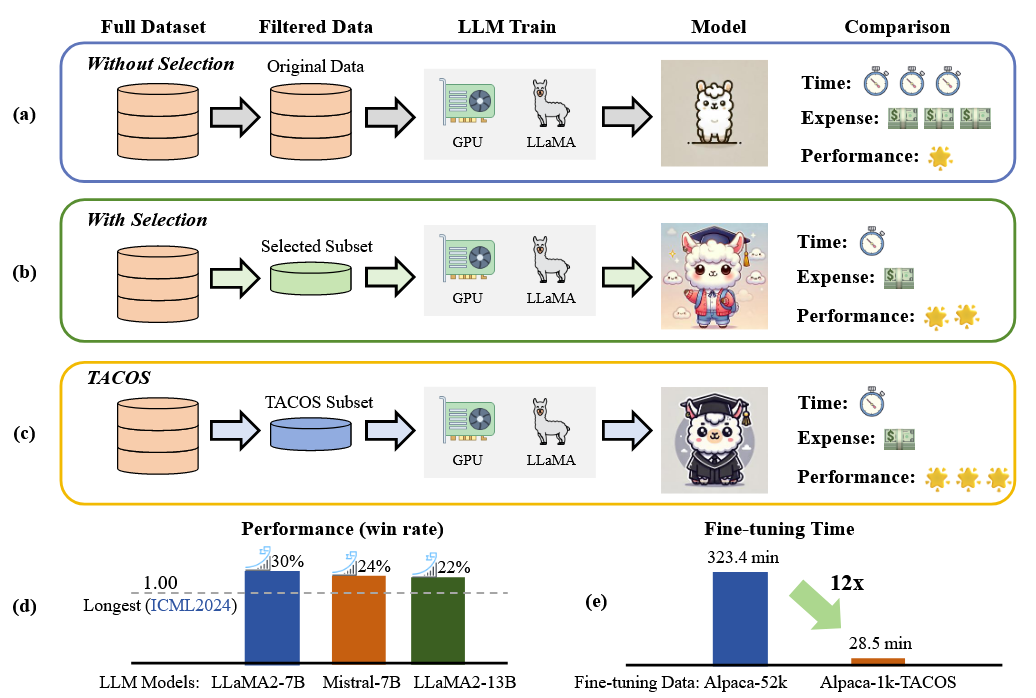 Full Dataset Filtered Data LLM Train Model Comparison
(a)
Without Selection
Original Data
GPU LLaMA
Time:
Expense:
Performance:
(b)
With Selection
Selected Subset
GPU LLaMA
Time:
Expense:
Performance:
(c)
TACOS
TACOS Subset
GPU LLaMA
Time:
Expense:
Performance:
(d)
Performance (win rate)
30% 24% 22%
1.00
Longest (ICML2024)
LLM Models: LLaMA2-7B Mistral-7B LLaMA2-13B
(e)
Fine-tuning Time
323.4 min
12x
28.5 min
Fine-tuning Data: Alpaca-52k Alpaca-1k-TACOS